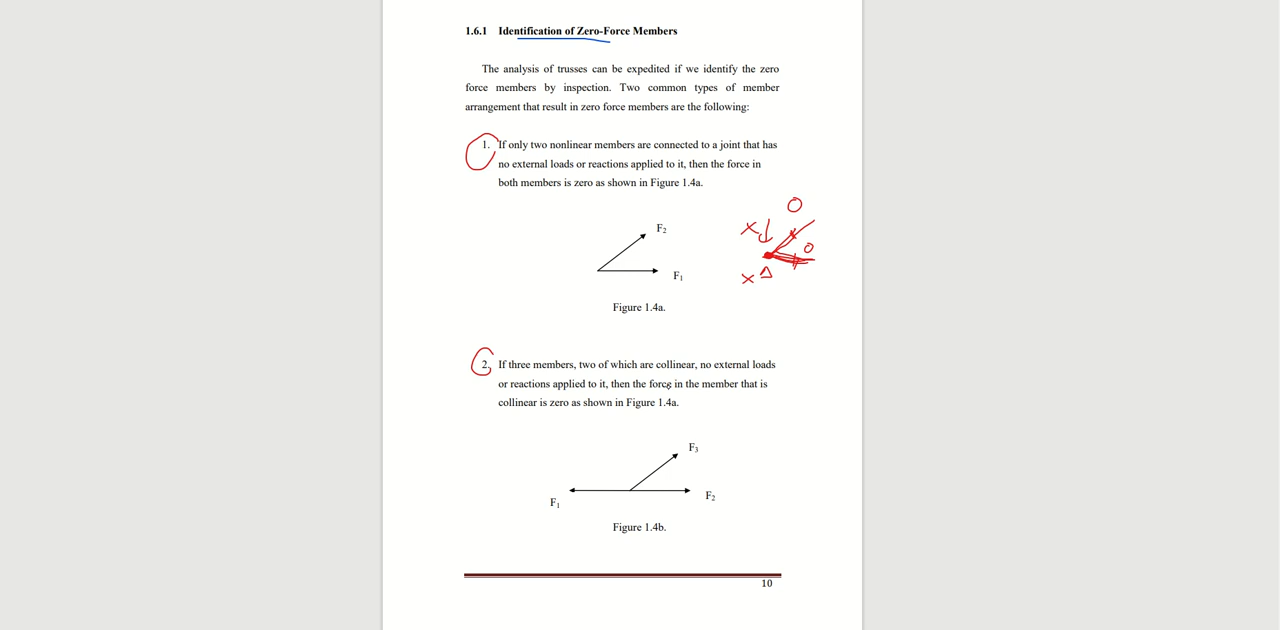 1.6.1 Identification of Zero-Force Members
The analysis of trusses can be expedited if we identify the zero
force members by inspection. Two common types of member
arrangement that result in zero force members are the following:
1. If only two nonlinear members are connected to a joint that has
no external loads or reactions applied to it, then the force in
both members is zero as shown in Figure 1.4a.
O
X
O
X
F2
F1
Figure 1.4a.
2. If three members, two of which are collinear, no external loads
or reactions applied to it, then the force in the member that is
collinear is zero as shown in Figure 1.4a.
F3
F1
F2
Figure 1.4b.
10